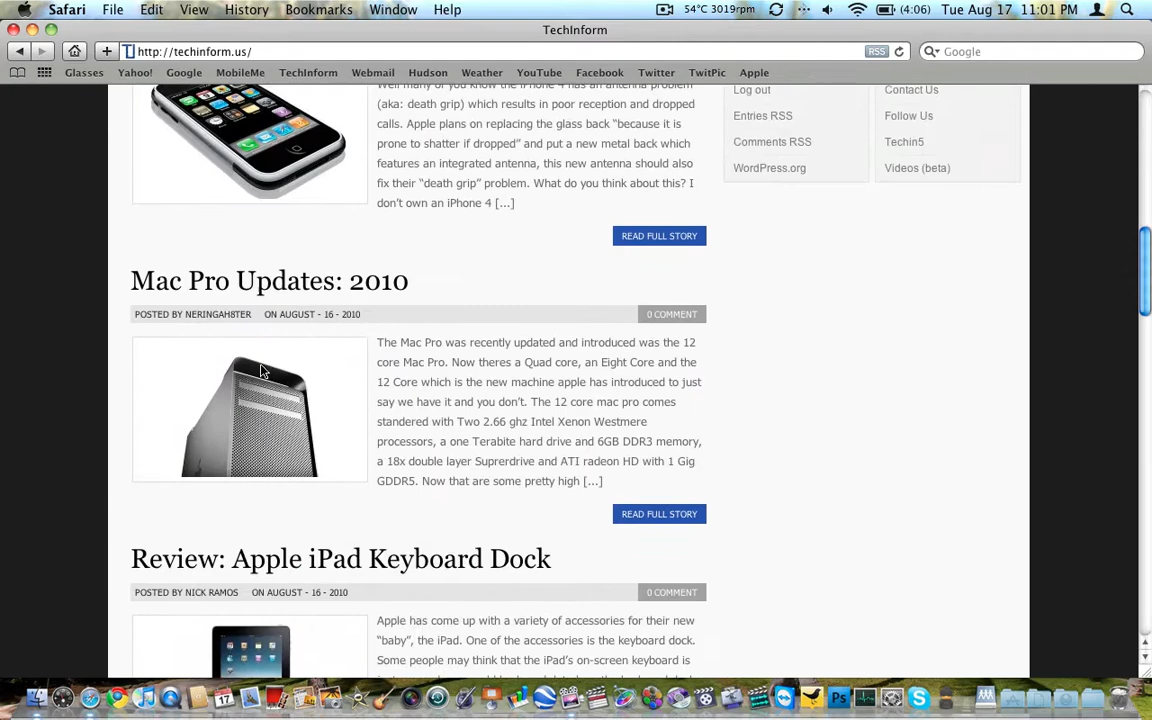 Safari File Edit View History Bookmarks Window Help 54°C 3019rpm (4:06) Tue Aug 17 11:01 PM
TechInform
http://techinform.us/ RSS Google
Glasses Yahoo! Google MobileMe TechInform Webmail Hudson Weather YouTube Facebook Twitter TwitPic Apple
Well many of you know the iPhone 4 has an antenna problem
(aka: death grip) which results in poor reception and dropped
calls. Apple plans on replacing the glass back “because it is
prone to shatter if dropped” and put a new metal back which
features an integrated antenna, this new antenna should also
fix their “death grip” problem. What do you think about this? I
don’t own an iPhone 4 [...]
READ FULL STORY
Log out
Entries RSS
Comments RSS
WordPress.org
Contact Us
Follow Us
Techin5
Videos (beta)
Mac Pro Updates: 2010
POSTED BY NERINGAH8TER ON AUGUST - 16 - 2010 0 COMMENT
The Mac Pro was recently updated and introduced was the 12
core Mac Pro. Now theres a Quad core, an Eight Core and the
12 Core which is the new machine apple has introduced to just
say we have it and you don’t. The 12 core mac pro comes
standered with Two 2.66 ghz Intel Xenon Westmere
processors, a one Terabite hard drive and 6GB DDR3 memory,
a 18x double layer Suprerdrive and ATI radeon HD with 1 Gig
GDDR5. Now that are some pretty high [...]
READ FULL STORY
Review: Apple iPad Keyboard Dock
POSTED BY NICK RAMOS ON AUGUST - 16 - 2010 0 COMMENT
Apple has come up with a variety of accessories for their new
“baby”, the iPad. One of the accessories is the keyboard dock.
Some people may think that the iPad’s on-screen keyboard is